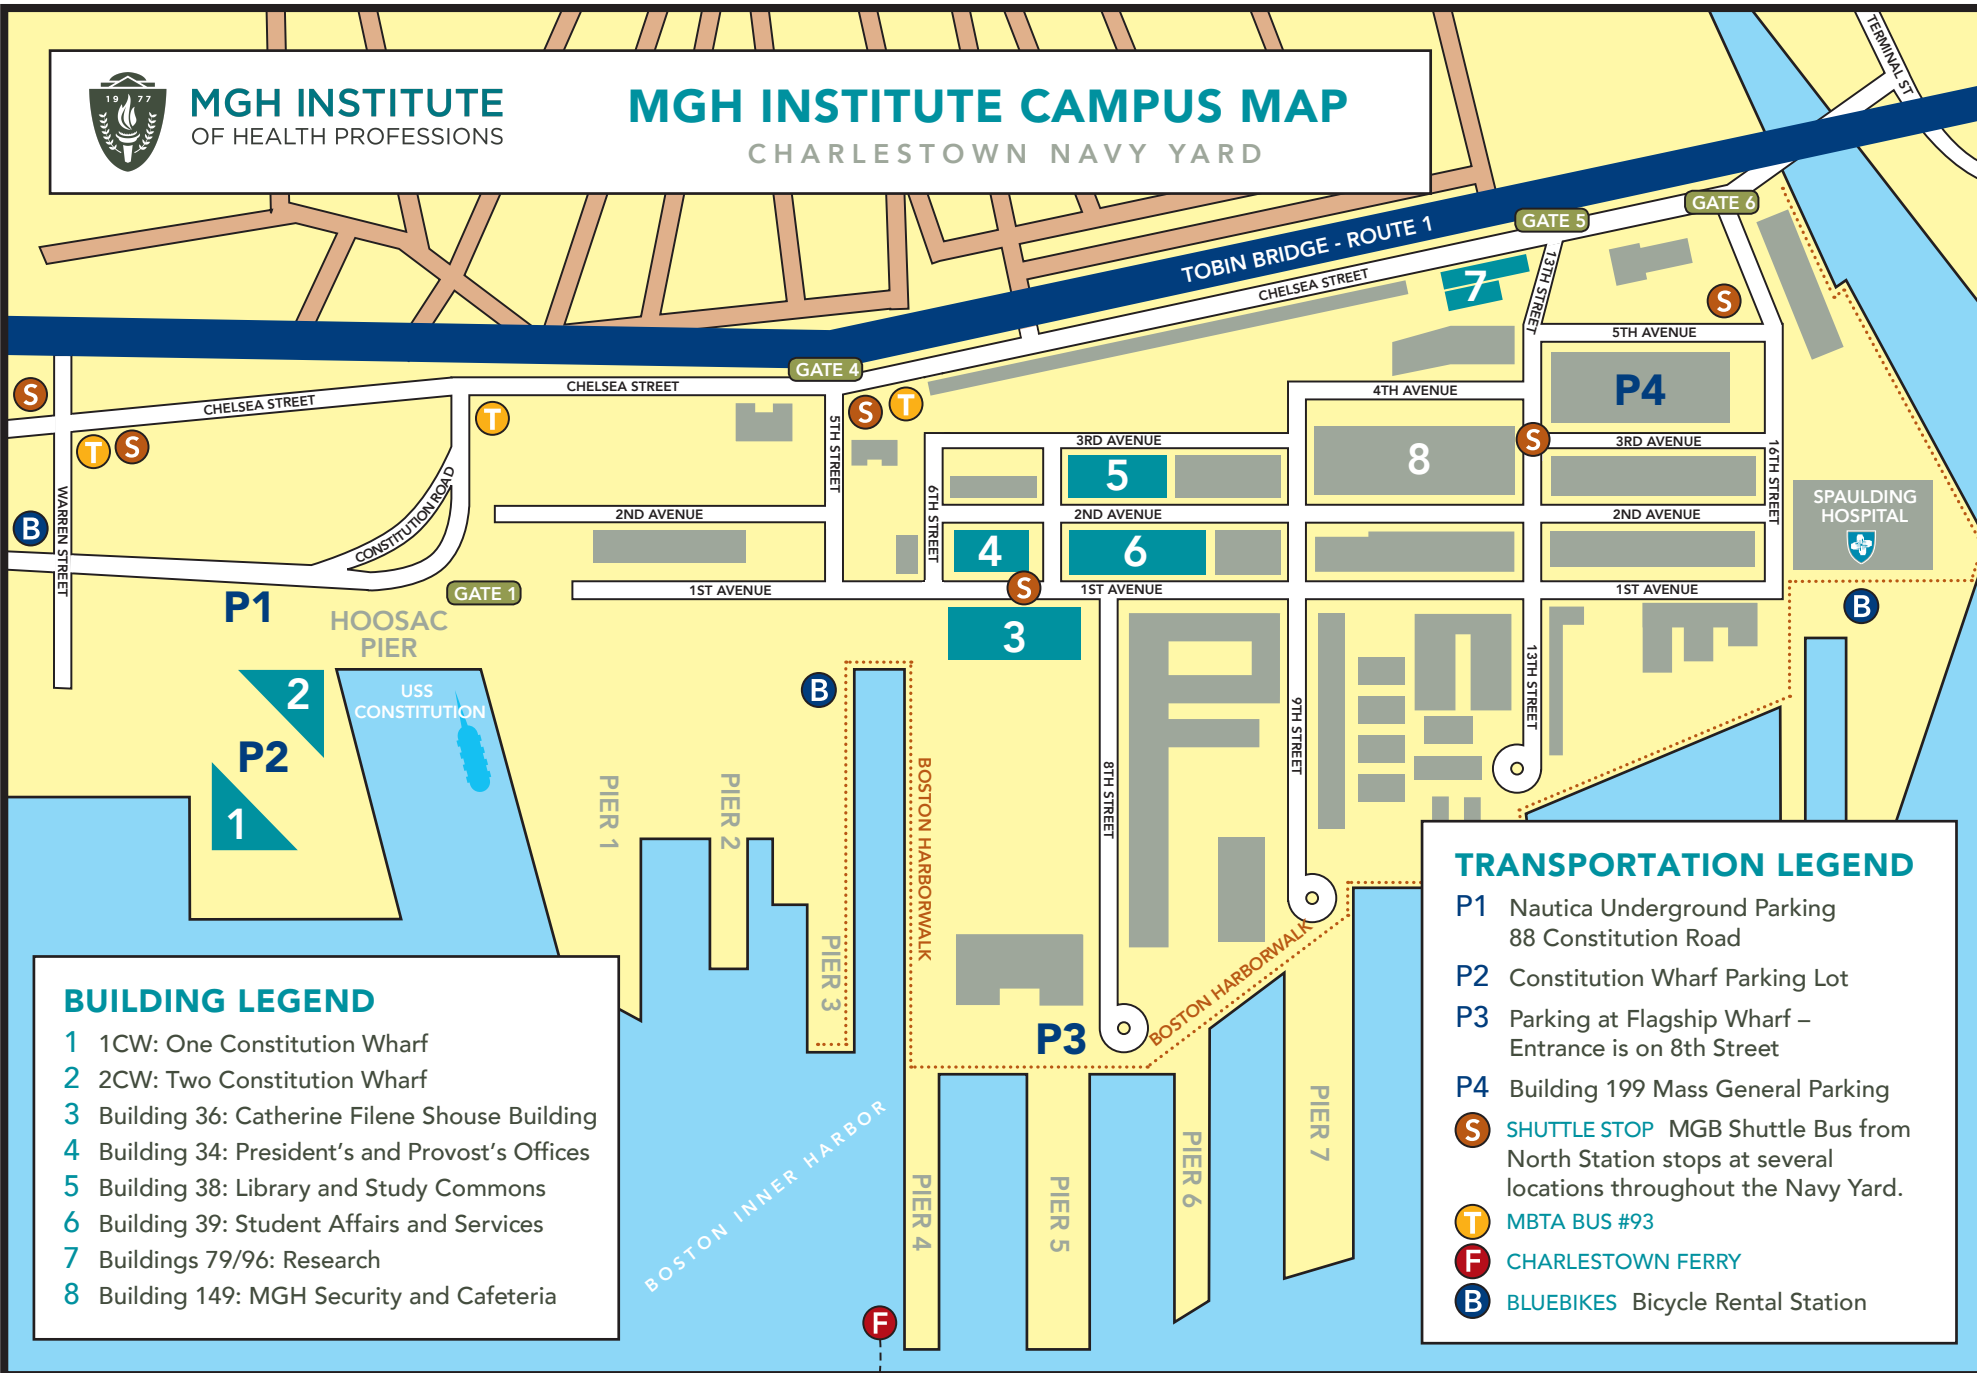 19 77
MGH INSTITUTE
OF HEALTH PROFESSIONS
MGH INSTITUTE CAMPUS MAP
CHARLESTOWN NAVY YARD
TERMINAL ST
GATE 6
GATE 5
TOBIN BRIDGE - ROUTE 1
CHELSEA STREET
7
13TH STREET
S
5TH AVENUE
GATE 4
CHELSEA STREET
CHELSEA STREET
4TH AVENUE
P4
S
T
S
T
S
T
5TH STREET
3RD AVENUE
8
S
3RD AVENUE
16TH STREET
5
6TH STREET
WARREN STREET
CONSTITUTION ROAD
B
2ND AVENUE
2ND AVENUE
2ND AVENUE
SPAULDING
HOSPITAL
4
6
GATE 1
1ST AVENUE
S
1ST AVENUE
1ST AVENUE
B
P1
HOOSAC
PIER
3
2
USS
CONSTITUTION
B
P2
1
13TH STREET
9TH STREET
8TH STREET
PIER 1
PIER 2
PIER 3
BOSTON HARBORWALK
BOSTON HARBORWALK
P3
PIER 4
PIER 5
PIER 6
PIER 7
BOSTON INNER HARBOR
F
BUILDING LEGEND
1 1CW: One Constitution Wharf
2 2CW: Two Constitution Wharf
3 Building 36: Catherine Filene Shouse Building
4 Building 34: President's and Provost's Offices
5 Building 38: Library and Study Commons
6 Building 39: Student Affairs and Services
7 Buildings 79/96: Research
8 Building 149: MGH Security and Cafeteria
TRANSPORTATION LEGEND
P1 Nautica Underground Parking
88 Constitution Road
P2 Constitution Wharf Parking Lot
P3 Parking at Flagship Wharf –
Entrance is on 8th Street
P4 Building 199 Mass General Parking
S SHUTTLE STOP MGB Shuttle Bus from
North Station stops at several
locations throughout the Navy Yard.
T MBTA BUS #93
F CHARLESTOWN FERRY
B BLUEBIKES Bicycle Rental Station